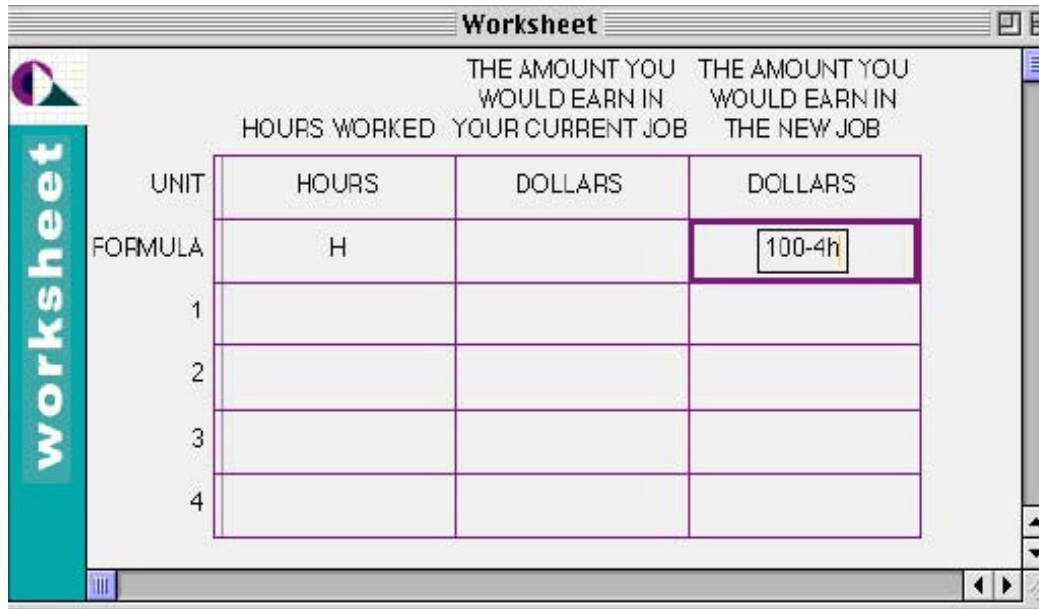 Worksheet
worksheet
THE AMOUNT YOU WOULD EARN IN YOUR CURRENT JOB
THE AMOUNT YOU WOULD EARN IN THE NEW JOB
HOURS WORKED
UNIT HOURS DOLLARS DOLLARS
FORMULA H 100-4h
1
2
3
4